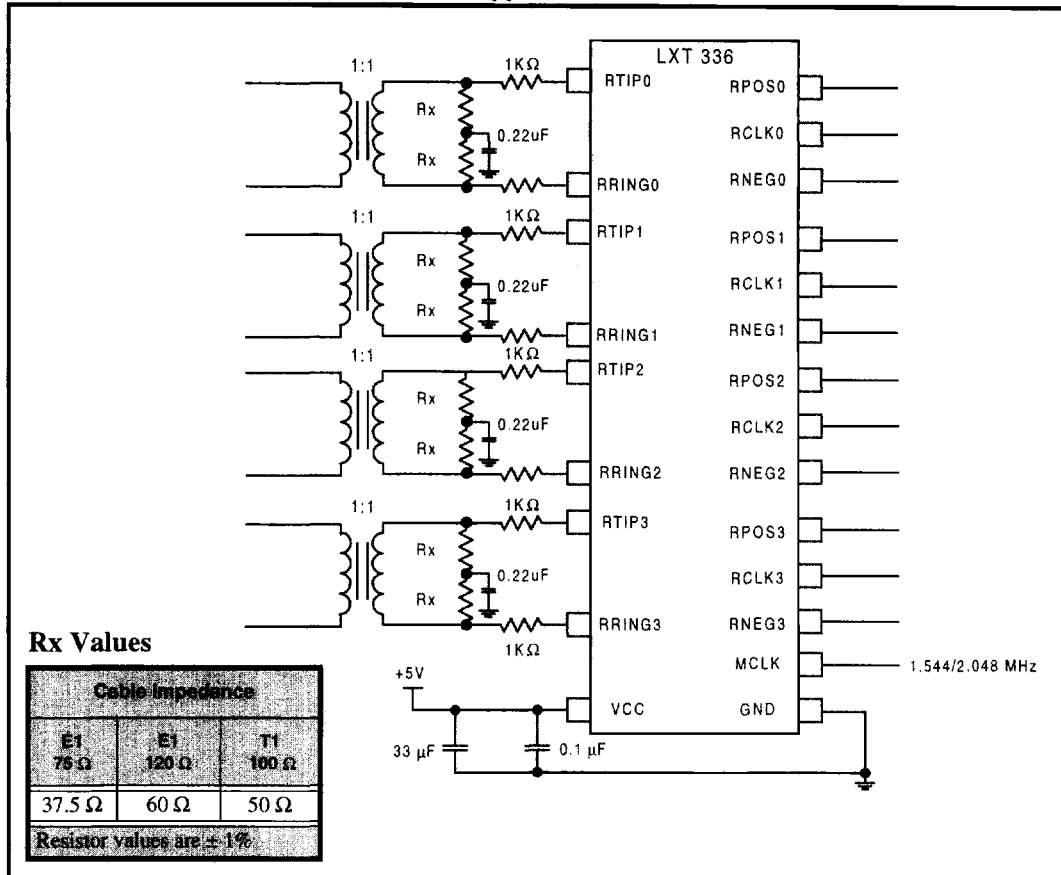 LXT 336
1:1
1KΩ
RTIP0
RPOS0
Rx
0.22uF
RCLK0
Rx
RRING0
RNEG0
1:1
1KΩ
RTIP1
RPOS1
Rx
0.22uF
RCLK1
Rx
RRING1
RNEG1
1:1
1KΩ
RTIP2
RPOS2
Rx
0.22uF
RCLK2
Rx
RRING2
RNEG2
1:1
1KΩ
RTIP3
RPOS3
Rx
0.22uF
RCLK3
Rx
RRING3
RNEG3
1KΩ
MCLK
1.544/2.048 MHz
+5V
VCC
GND
33 µF
0.1 µF
Rx Values
Cable Impedance
E1 E1 T1
75 Ω 120 Ω 100 Ω
37.5 Ω 60 Ω 50 Ω
Resistor values are ± 1%